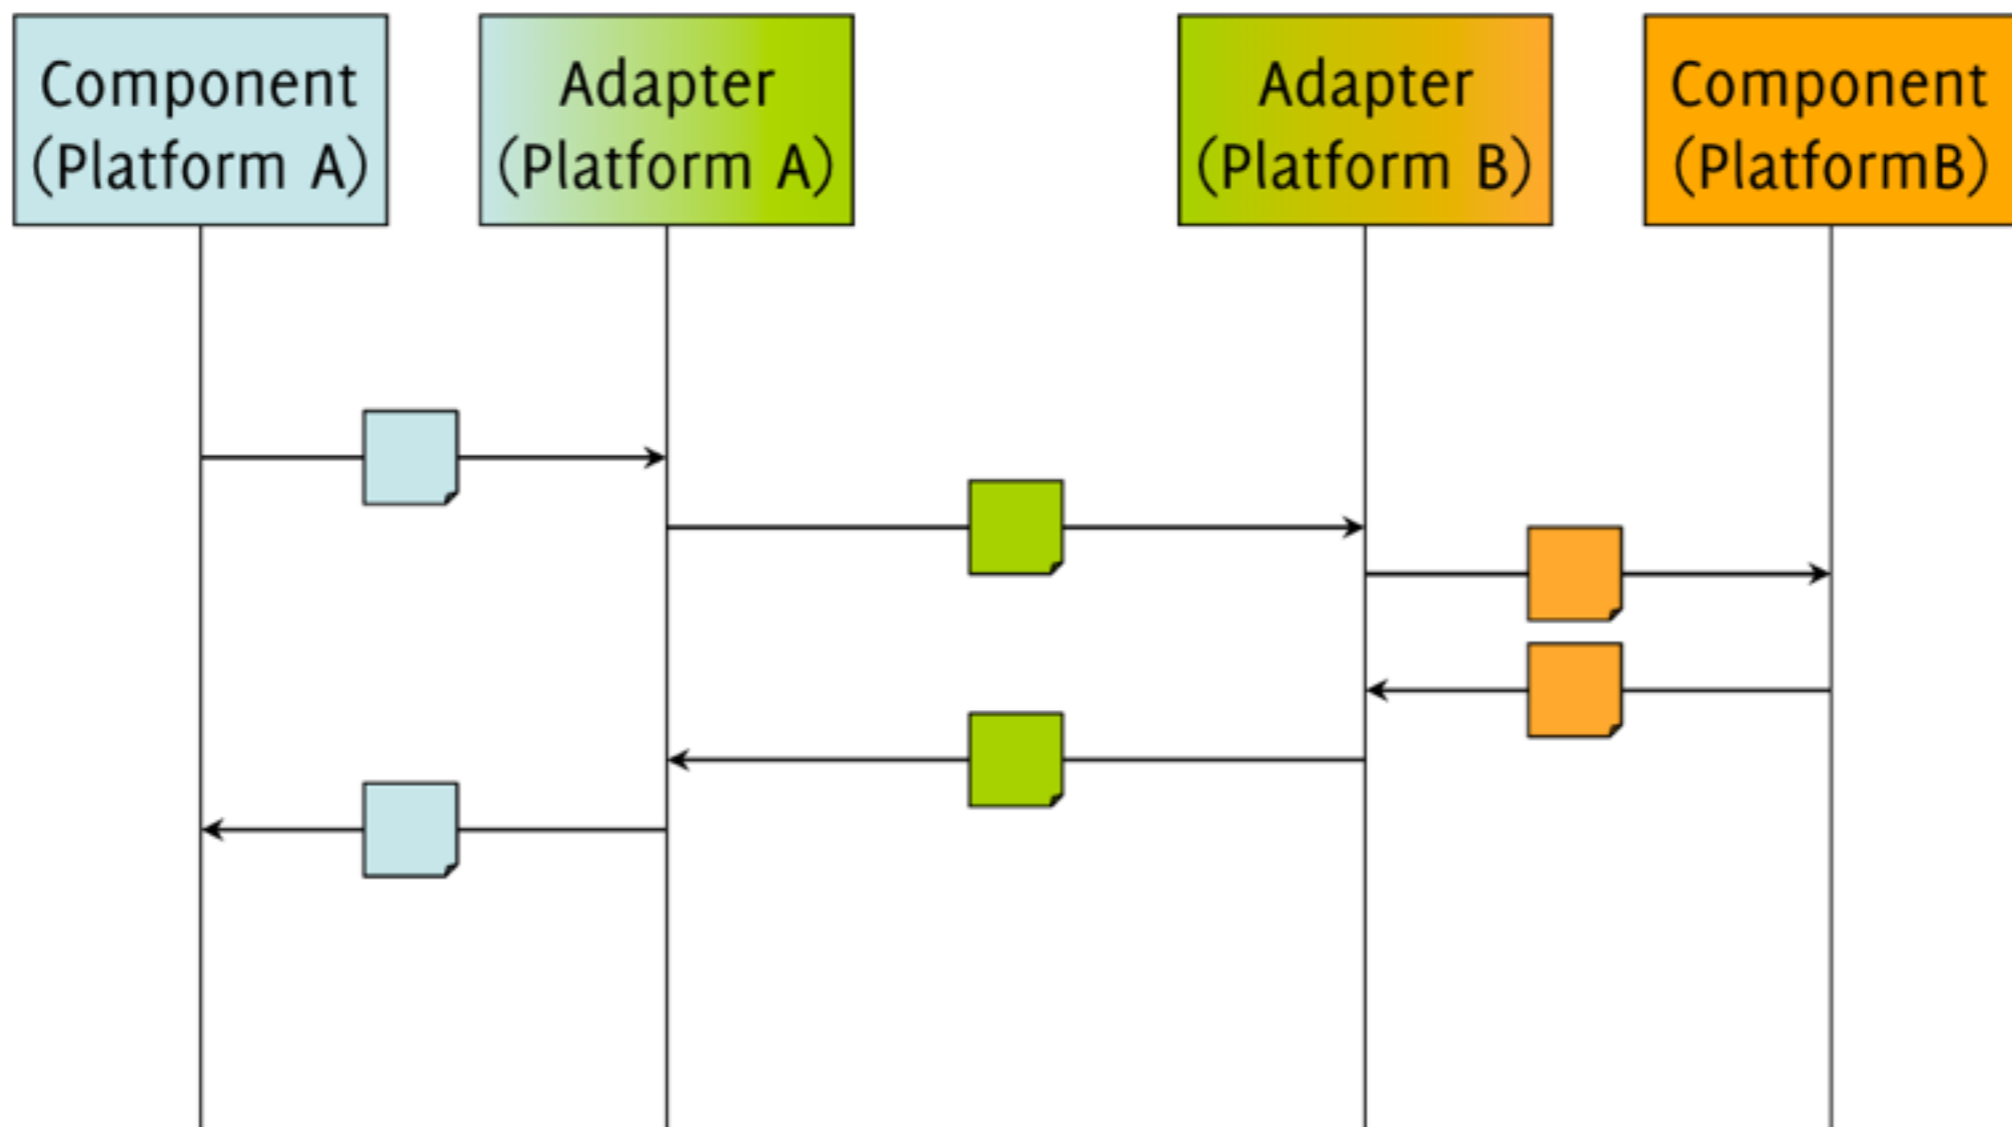 Component
(Platform A)
Adapter
(Platform A)
Adapter
(Platform B)
Component
(PlatformB)